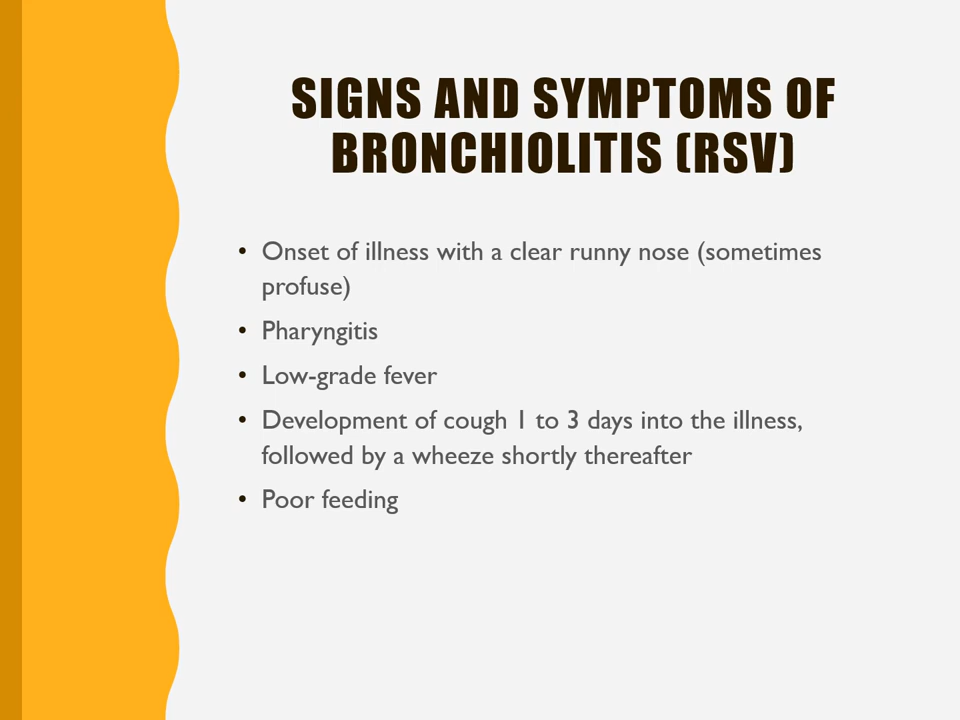 SIGNS AND SYMPTOMS OF
BRONCHIOLITIS (RSV)
• Onset of illness with a clear runny nose (sometimes
profuse)
• Pharyngitis
• Low-grade fever
• Development of cough 1 to 3 days into the illness,
followed by a wheeze shortly thereafter
• Poor feeding